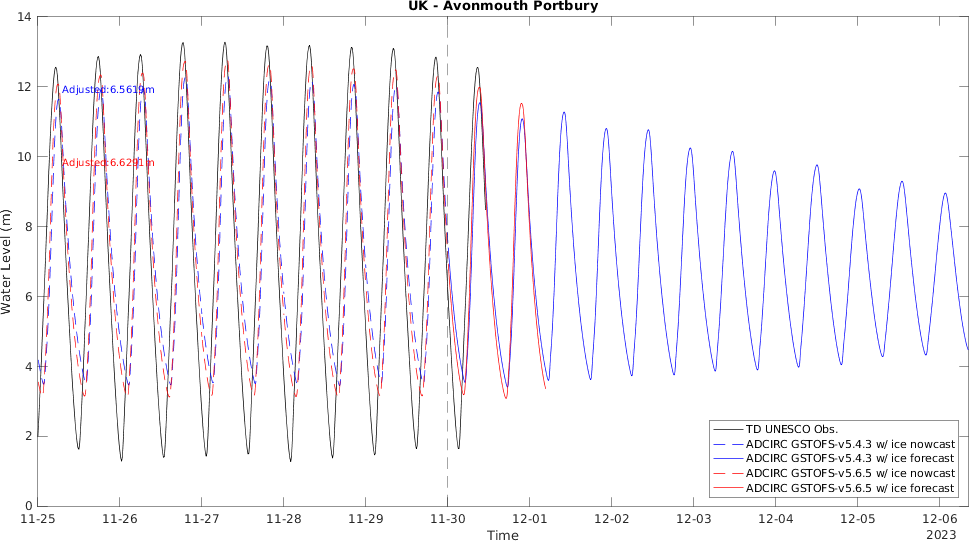 UK - Avonmouth Portbury
14
12
10
8
6
4
2
0
Water Level (m)
Adjusted:6.5619m
Adjusted:6.6291m
TD UNESCO Obs.
ADCIRC GSTOFS-v5.4.3 w/ ice nowcast
ADCIRC GSTOFS-v5.4.3 w/ ice forecast
ADCIRC GSTOFS-v5.6.5 w/ ice nowcast
ADCIRC GSTOFS-v5.6.5 w/ ice forecast
11-25 11-26 11-27 11-28 11-29 11-30 12-01 12-02 12-03 12-04 12-05 12-06
Time
2023